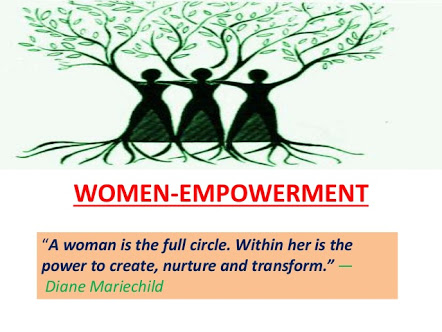 WOMEN-EMPOWERMENT
“A woman is the full circle. Within her is the
power to create, nurture and transform.” —
Diane Mariechild